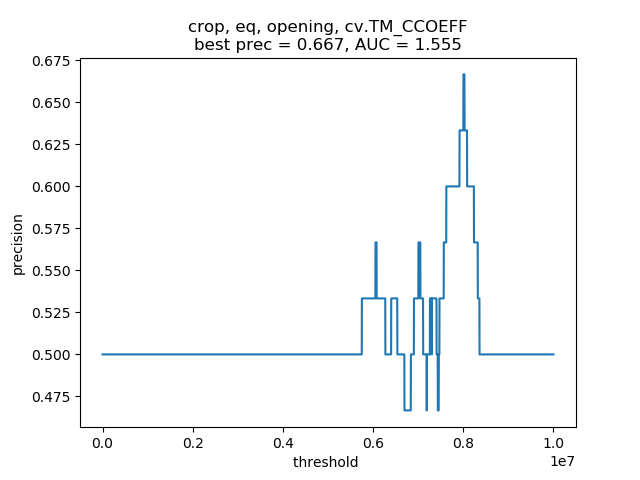 crop, eq, opening, cv.TM_CCOEFF
best prec = 0.667, AUC = 1.555
0.675
0.650
0.625
0.600
0.575
0.550
0.525
0.500
0.475
precision
0.0 0.2 0.4 0.6 0.8 1.0
1e7
threshold